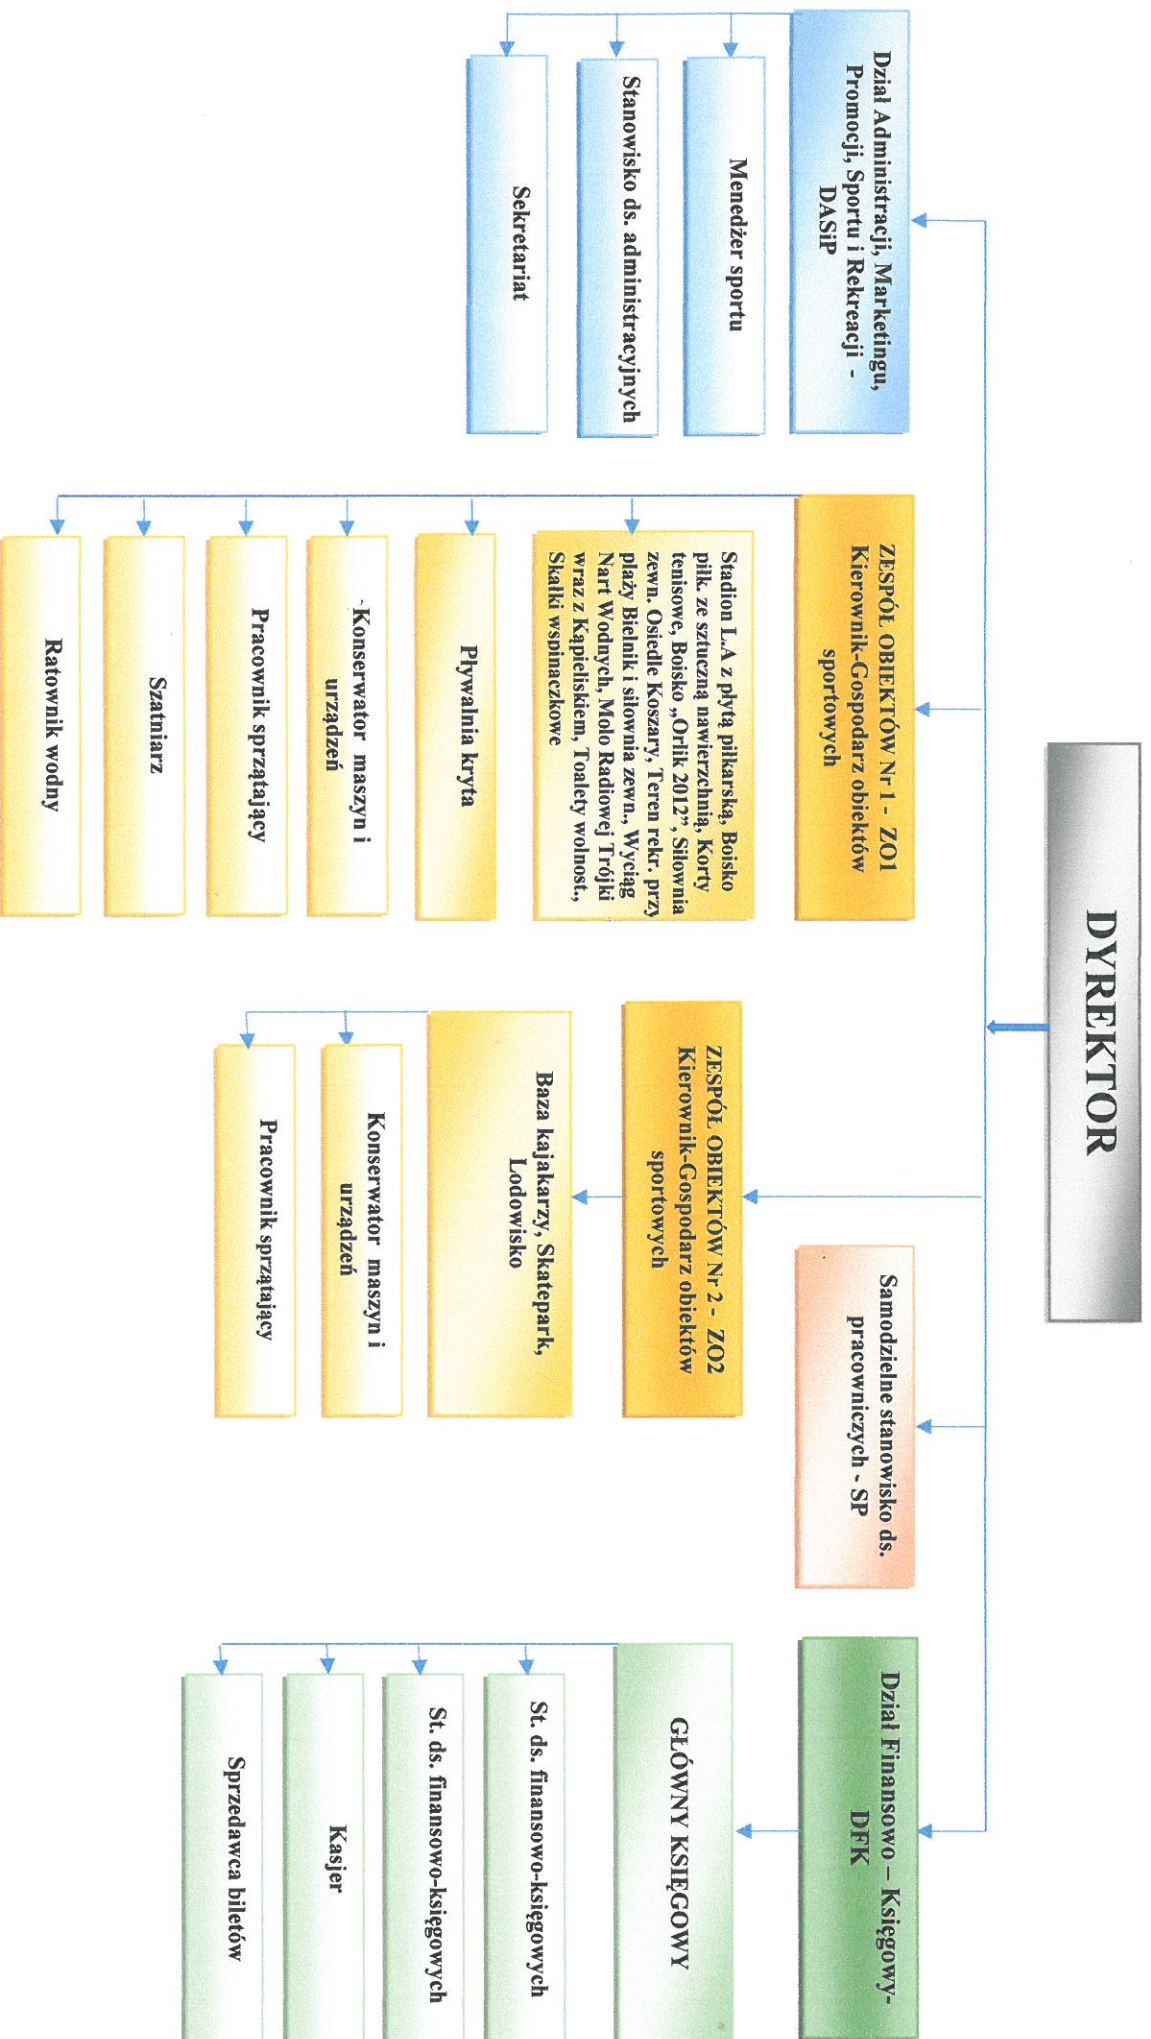 DYREKTOR
Dział Administracji, Marketingu,
Promocji, Sportu i Rekreacji -
DASiP
Menedżer sportu
Stanowisko ds. administracyjnych
Sekretariat
ZESPÓŁ OBIEKTÓW Nr 1 - ZO1
Kierownik-Gospodarz obiektów
sportowych
Stadion L.A z płytą piłkarską, Boisko
piłk. ze sztuczną nawierzchnią, Korty
tenisowe, Boisko „Orlik 2012”, Siłownia
zewn. Osiedle Koszary, Teren rekr. przy
plaży Bielnik i siłownia zewn., Wyciąg
Nart Wodnych, Molo Radiowej Trójki
wraz z Kąpieliskiem, Toalety wolnost.,
Skałki wspinaczkowe
Pływalnia kryta
Konserwator maszyn i
urządzeń
Pracownik sprzątający
Szatniarz
Ratownik wodny
ZESPÓŁ OBIEKTÓW Nr 2 - ZO2
Kierownik-Gospodarz obiektów
sportowych
Baza kajakarzy, Skatepark,
Lodowisko
Konserwator maszyn i
urządzeń
Pracownik sprzątający
Samodzielne stanowisko ds.
pracowniczych - SP
Dział Finansowo – Księgowy-
DFK
GŁÓWNY KSIĘGOWY
St. ds. finansowo-księgowych
St. ds. finansowo-księgowych
Kasjer
Sprzedawca biletów